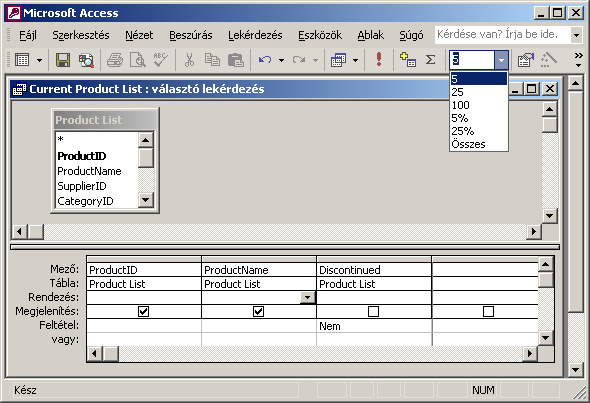 Microsoft Access
Fájl Szerkesztés Nézet Beszúrás Lekérdezés Eszközök Ablak Súgó Kérdése van? Írja be ide.
5
5
25
100
5%
25%
Összes
Current Product List : választó lekérdezés
Product List
*
ProductID
ProductName
SupplierID
CategoryID
Mező: ProductID ProductName Discontinued
Tábla: Product List Product List Product List
Rendezés:
Megjelenítés:
Feltétel: Nem
vagy:
Kész NUM